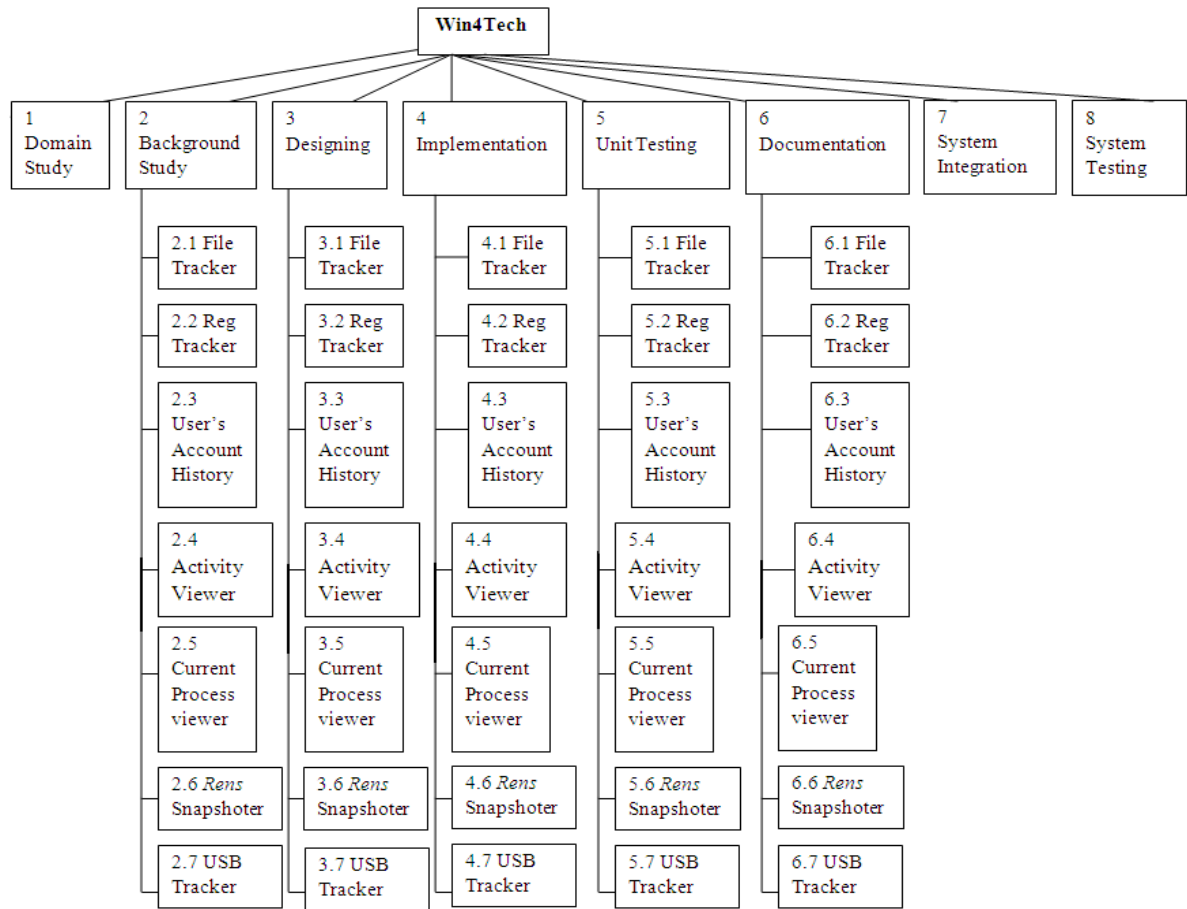 Win4Tech
1
Domain
Study
2
Background
Study
3
Designing
4
Implementation
5
Unit Testing
6
Documentation
7
System
Integration
8
System
Testing
2.1 File
Tracker
2.2 Reg
Tracker
2.3
User’s
Account
History
2.4
Activity
Viewer
2.5
Current
Process
viewer
2.6 Rens
Snapshoter
2.7 USB
Tracker
3.1 File
Tracker
3.2 Reg
Tracker
3.3
User’s
Account
History
3.4
Activity
Viewer
3.5
Current
Process
viewer
3.6 Rens
Snapshoter
3.7 USB
Tracker
4.1 File
Tracker
4.2 Reg
Tracker
4.3
User’s
Account
History
4.4
Activity
Viewer
4.5
Current
Process
viewer
4.6 Rens
Snapshoter
4.7 USB
Tracker
5.1 File
Tracker
5.2 Reg
Tracker
5.3
User’s
Account
History
5.4
Activity
Viewer
5.5
Current
Process
viewer
5.6 Rens
Snapshoter
5.7 USB
Tracker
6.1 File
Tracker
6.2 Reg
Tracker
6.3
User’s
Account
History
6.4
Activity
Viewer
6.5
Current
Process
viewer
6.6 Rens
Snapshoter
6.7 USB
Tracker